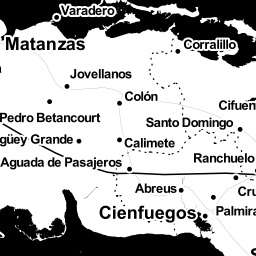 Varadero
Matanzas
Corralillo
Jovellanos
Colón
Cifuen
Pedro Betancourt
Santo Domingo
güey Grande
Calimete
Aguada de Pasajeros
Ranchuelo
Abreus
Cru
Cienfuegos
Palmira